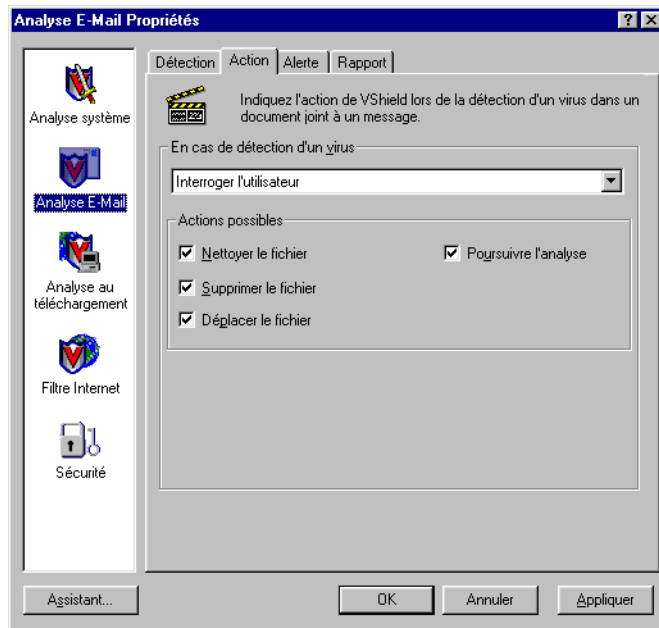 Analyse E-Mail Propriétés
Détection
Action
Alerte
Rapport
Indiquez l'action de VShield lors de la détection d'un virus dans un
document joint à un message.
En cas de détection d'un virus
Interroger l'utilisateur
Actions possibles
Nettoyer le fichier
Poursuivre l'analyse
Supprimer le fichier
Déplacer le fichier
Analyse système
Analyse E-Mail
Analyse au
téléchargement
Filtre Internet
Sécurité
Assistant...
OK
Annuler
Appliquer